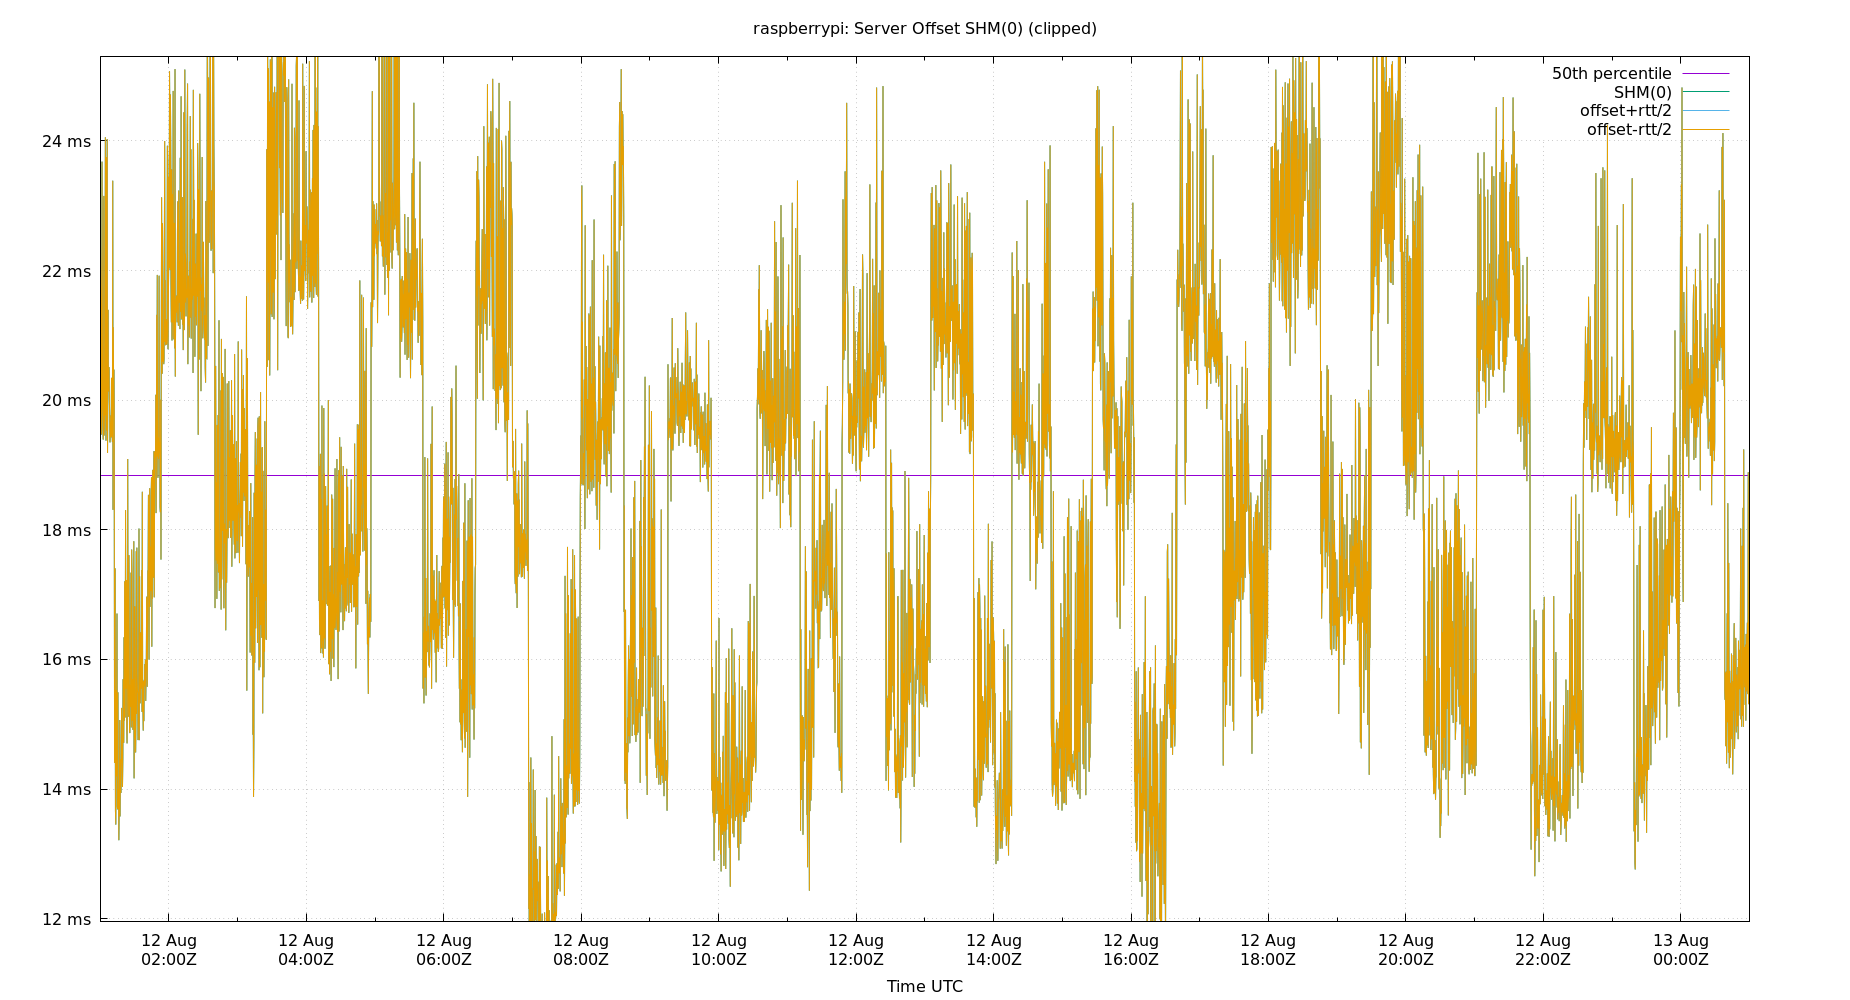 raspberrypi: Server Offset SHM(0) (clipped)
50th percentile
SHM(0)
offset+rtt/2
offset-rtt/2
24 ms
22 ms
20 ms
18 ms
16 ms
14 ms
12 ms
12 Aug 12 Aug 12 Aug 12 Aug 12 Aug 12 Aug 12 Aug 12 Aug 12 Aug 12 Aug 12 Aug 13 Aug
02:00Z 04:00Z 06:00Z 08:00Z 10:00Z 12:00Z 14:00Z 16:00Z 18:00Z 20:00Z 22:00Z 00:00Z
Time UTC